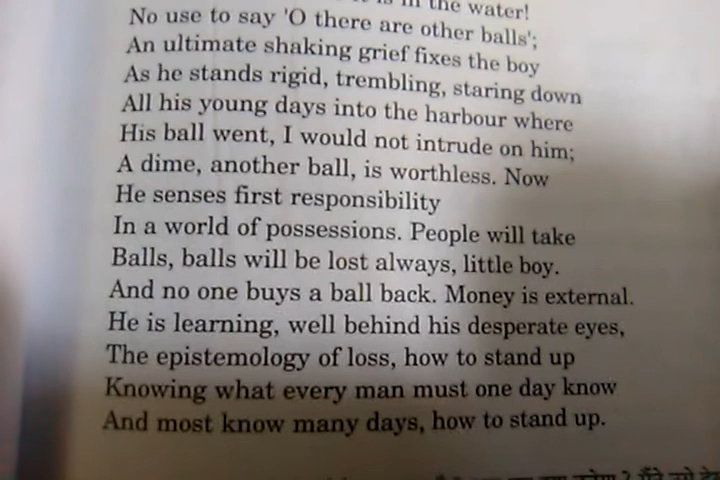 is in the water!
No use to say 'O there are other balls';
An ultimate shaking grief fixes the boy
As he stands rigid, trembling, staring down
All his young days into the harbour where
His ball went, I would not intrude on him;
A dime, another ball, is worthless. Now
He senses first responsibility
In a world of possessions. People will take
Balls, balls will be lost always, little boy.
And no one buys a ball back. Money is external.
He is learning, well behind his desperate eyes,
The epistemology of loss, how to stand up
Knowing what every man must one day know
And most know many days, how to stand up.